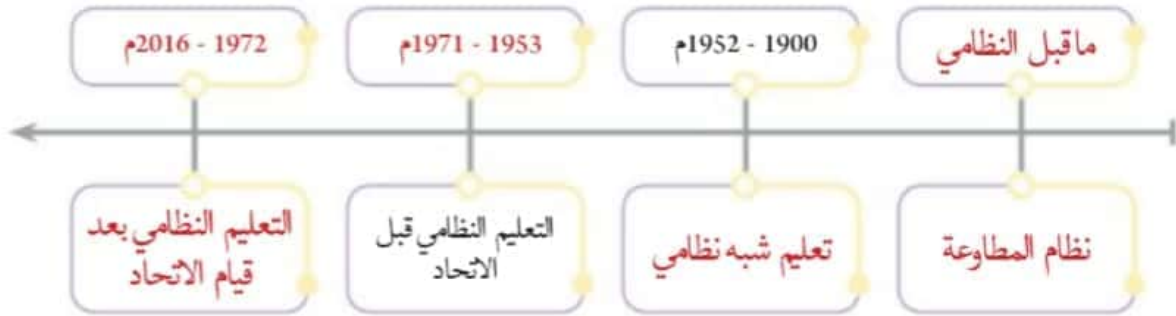 ماقبل النظامي
1900 - 1952م
1953 - 1971م
1972 - 2016م
نظام المطاوعة
تعليم شبه نظامي
التعليم النظامي قبل
الاتحاد
التعليم النظامي بعد
قيام الاتحاد